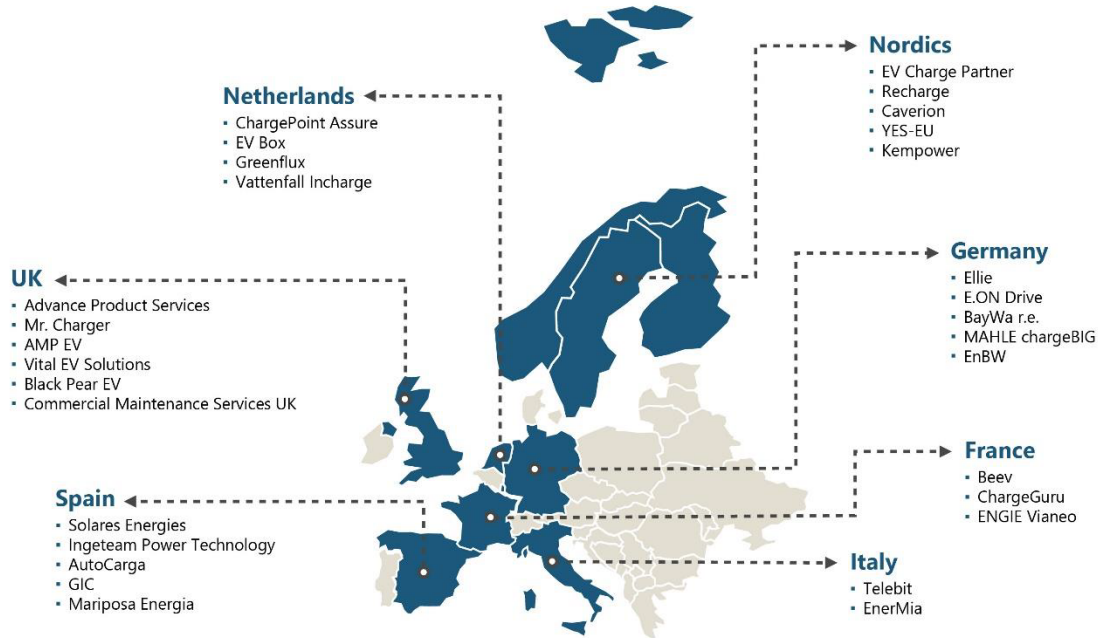 Nordics
▪ EV Charge Partner
▪ Recharge
▪ Caverion
▪ YES-EU
▪ Kempower
Netherlands
▪ ChargePoint Assure
▪ EV Box
▪ Greenflux
▪ Vattenfall Incharge
Germany
▪ Ellie
▪ E.ON Drive
▪ BayWa r.e.
▪ MAHLE chargeBIG
▪ EnBW
UK
▪ Advance Product Services
▪ Mr. Charger
▪ AMP EV
▪ Vital EV Solutions
▪ Black Pear EV
▪ Commercial Maintenance Services UK
France
▪ Beev
▪ ChargeGuru
▪ ENGIE Vianeo
Spain
▪ Solares Energies
▪ Ingeteam Power Technology
▪ AutoCarga
▪ GIC
▪ Mariposa Energia
Italy
▪ Telebit
▪ EnerMia